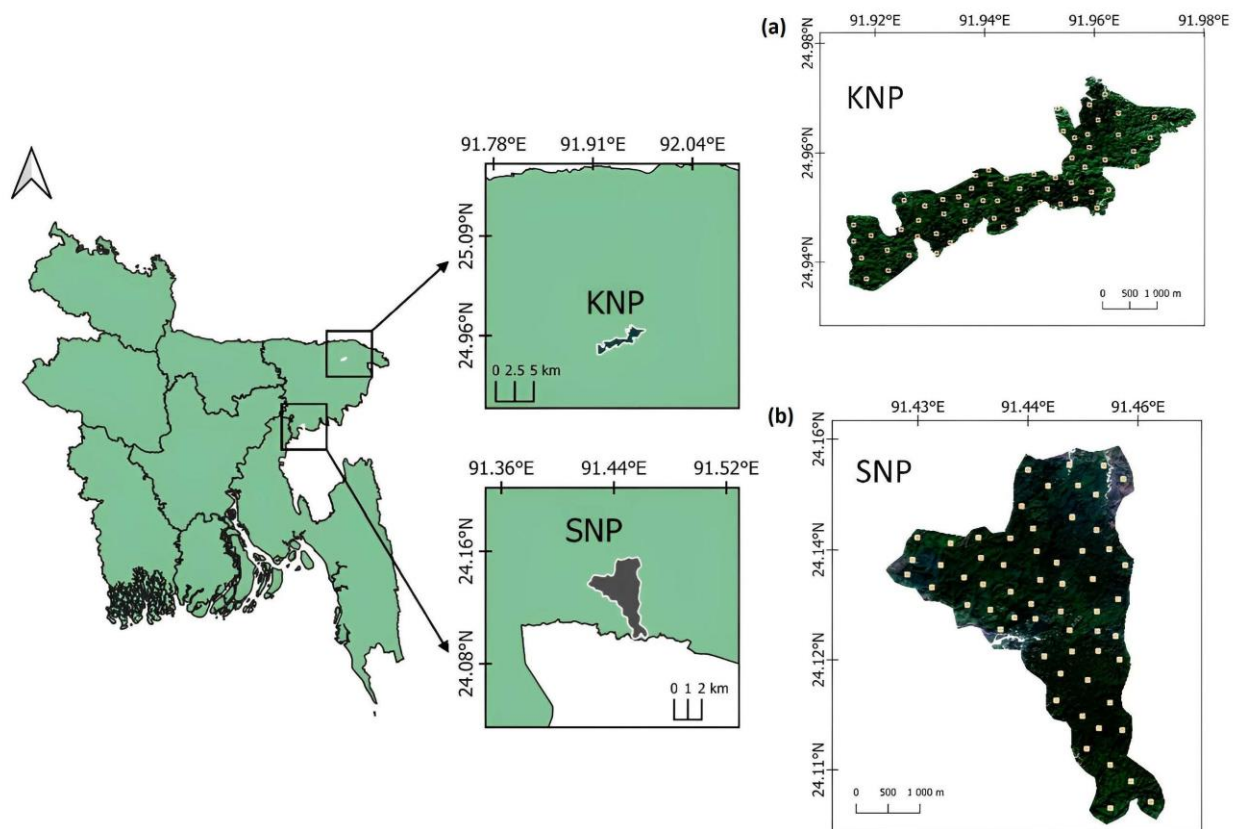 91.78°E 91.91°E 92.04°E
25.09°N
24.96°N
KNP
0 2.5 5 km
91.36°E 91.44°E 91.52°E
24.16°N
24.08°N
SNP
0 1 2 km
(a)
91.92°E 91.94°E 91.96°E 91.98°E
24.98°N
24.96°N
24.94°N
KNP
0 500 1 000 m
(b)
91.43°E 91.44°E 91.46°E
24.16°N
24.14°N
24.12°N
24.11°N
SNP
0 500 1 000 m